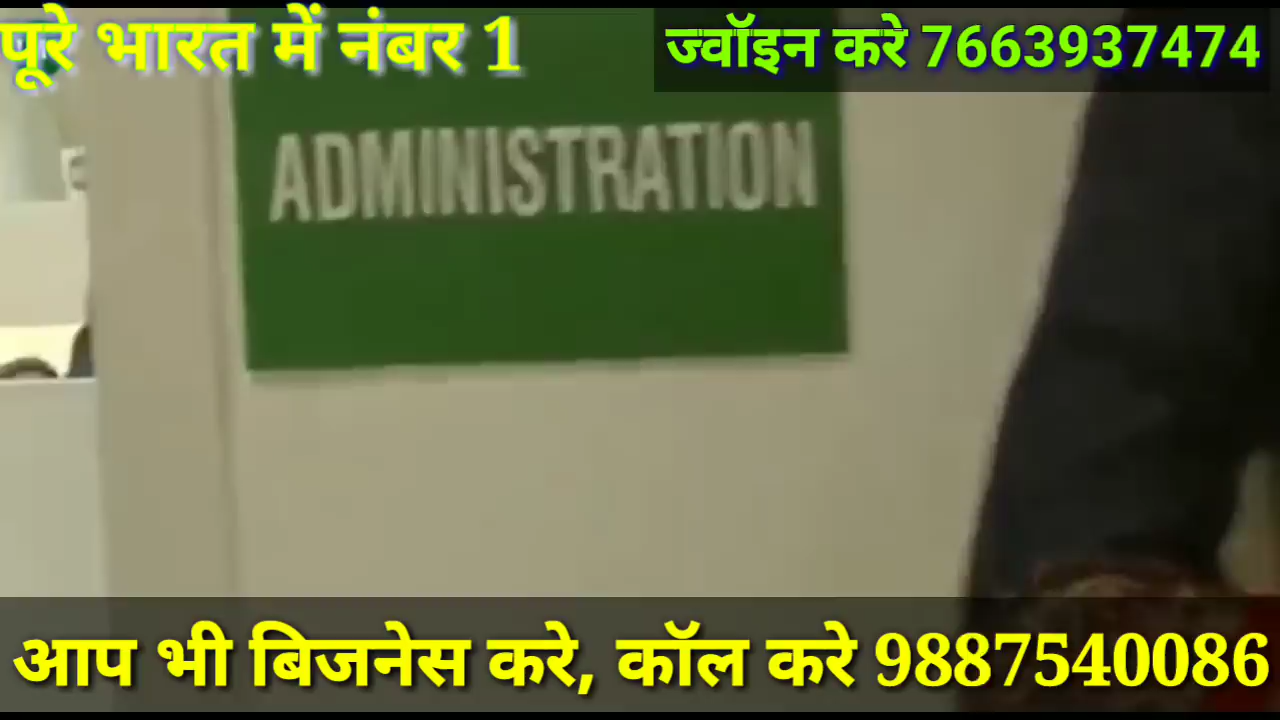 पूरे भारत में नंबर 1
ज्वॉइन करे 7663937474
ADMINISTRATION
आप भी बिजनेस करे, कॉल करे 9887540086